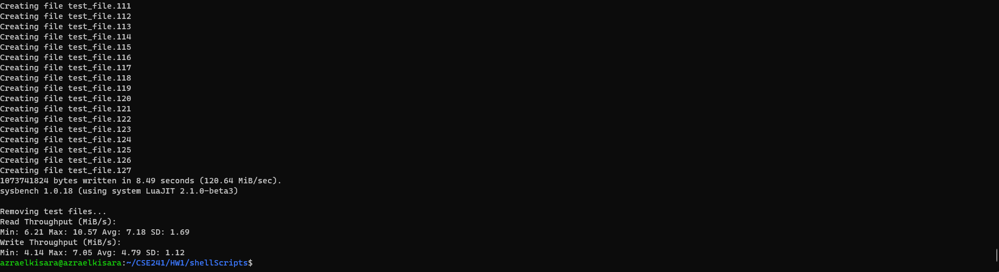 Creating file test_file.111
Creating file test_file.112
Creating file test_file.113
Creating file test_file.114
Creating file test_file.115
Creating file test_file.116
Creating file test_file.117
Creating file test_file.118
Creating file test_file.119
Creating file test_file.120
Creating file test_file.121
Creating file test_file.122
Creating file test_file.123
Creating file test_file.124
Creating file test_file.125
Creating file test_file.126
Creating file test_file.127
1073741824 bytes written in 8.49 seconds (120.64 MiB/sec).
sysbench 1.0.18 (using system LuaJIT 2.1.0-beta3)

Removing test files...
Read Throughput (MiB/s):
Min: 6.21 Max: 10.57 Avg: 7.18 SD: 1.69
Write Throughput (MiB/s):
Min: 4.14 Max: 7.05 Avg: 4.79 SD: 1.12
azraelkisara@azraelkisara:~/CSE241/HW1/shellScripts$